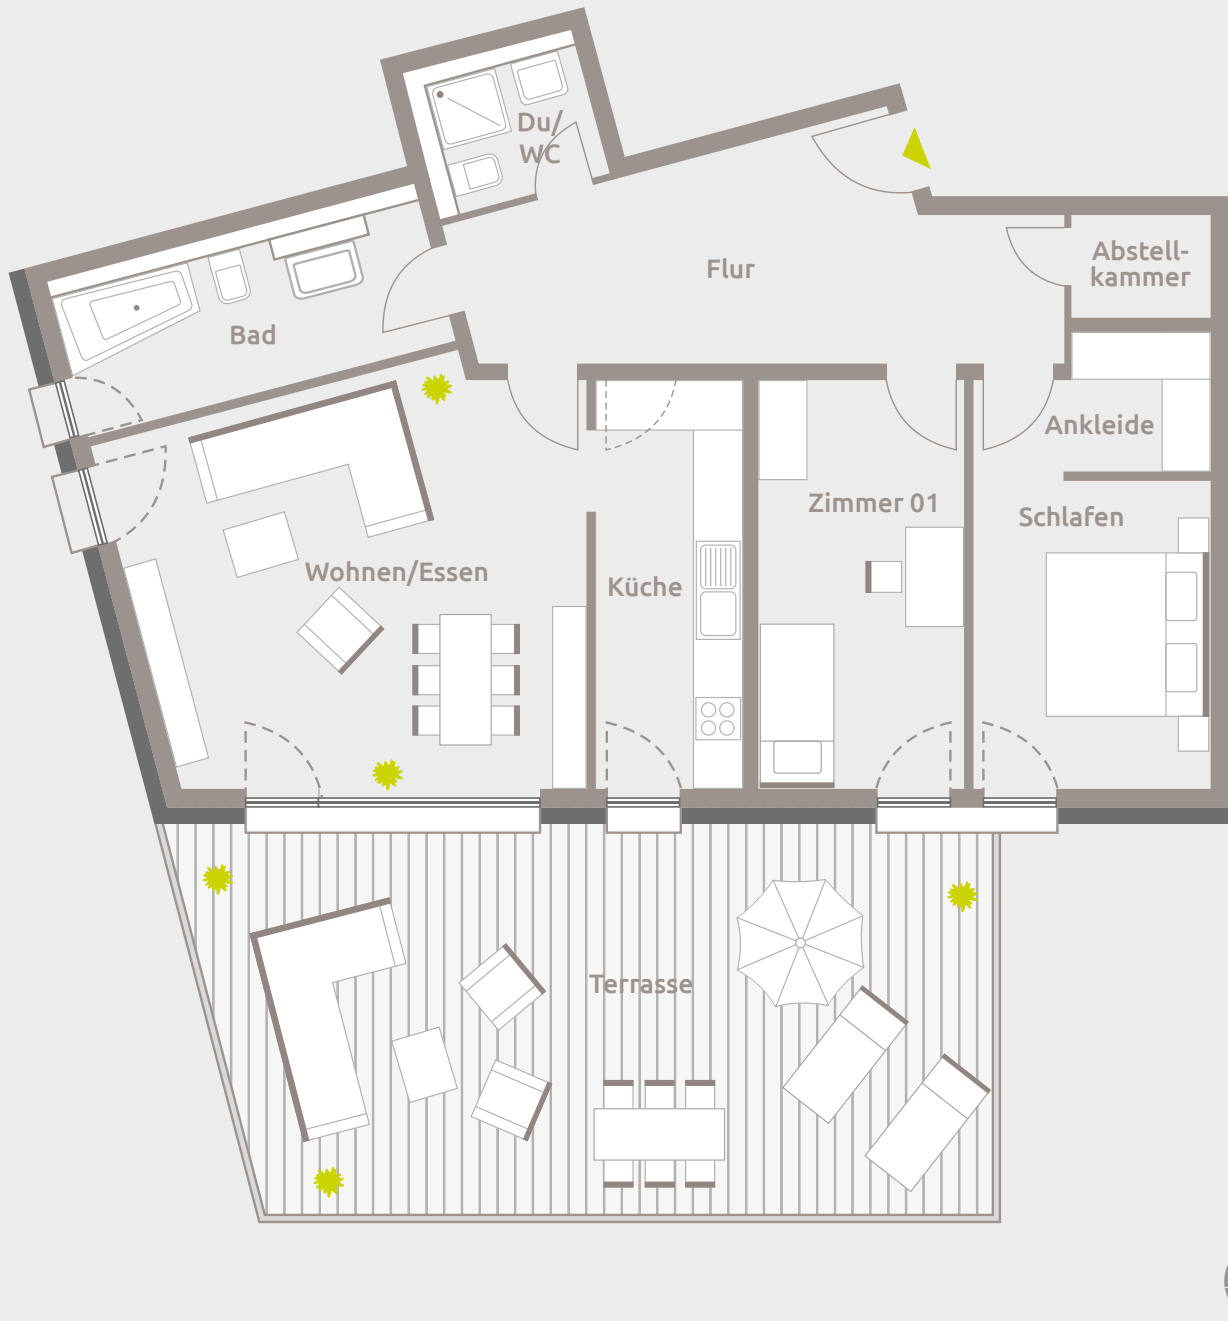 Du/
WC
Abstell-
kammer
Flur
Bad
Ankleide
Zimmer 01
Schlafen
Wohnen/Essen
Küche
Terrasse